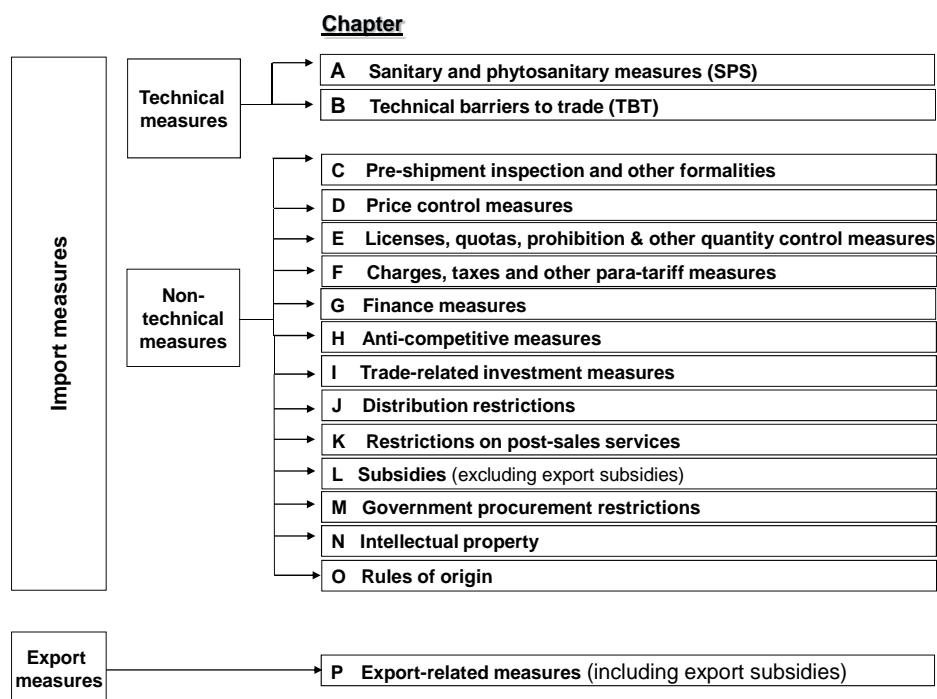 Chapter
Import measures
Technical
measures
A Sanitary and phytosanitary measures (SPS)
B Technical barriers to trade (TBT)
Non-
technical
measures
C Pre-shipment inspection and other formalities
D Price control measures
E Licenses, quotas, prohibition & other quantity control measures
F Charges, taxes and other para-tariff measures
G Finance measures
H Anti-competitive measures
I Trade-related investment measures
J Distribution restrictions
K Restrictions on post-sales services
L Subsidies (excluding export subsidies)
M Government procurement restrictions
N Intellectual property
O Rules of origin
Export
measures
P Export-related measures (including export subsidies)